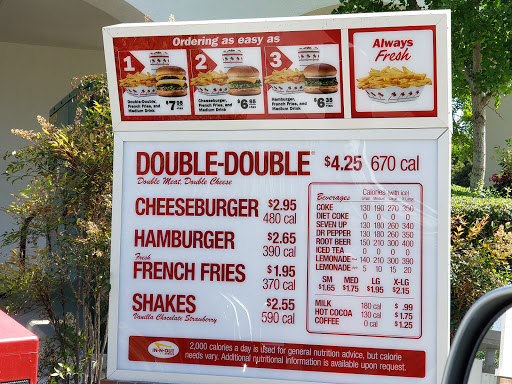 Ordering as easy as
1
Double-Double,
French Fries, and
Medium Drink
2
Cheeseburger,
French Fries, and
Medium Drink
3
Hamburger,
French Fries, and
Medium Drink
Always
Fresh
DOUBLE-DOUBLE $4.25 670 cal
Double Meat Double Cheese
CHEESEBURGER $2.95
480 cal
HAMBURGER $2.65
390 cal
Fresh
FRENCH FRIES $1.95
370 cal
SHAKES $2.55
Vanilla Chocolate Strawberry 590 cal
Calories (with ice)
Beverages
COKE 130 190 270 350
DIET COKE 0 0 0 0
SEVEN UP 130 180 260 340
DR PEPPER 130 180 260 350
ROOT BEER 150 210 300 400
ICED TEA 0 0 0 0
LEMONADE 140 210 300 390
LEMONADE 5 10 15 20
SM MED LG X-LG
$1.65 $1.75 $1.95 $2.15
MILK 180 cal $ .99
HOT COCOA 130 cal $1.75
COFFEE 0 cal $1.25
IN-N-OUT
2,000 calories a day is used for general nutrition advice, but calorie
needs vary. Additional nutritional information is available upon request.